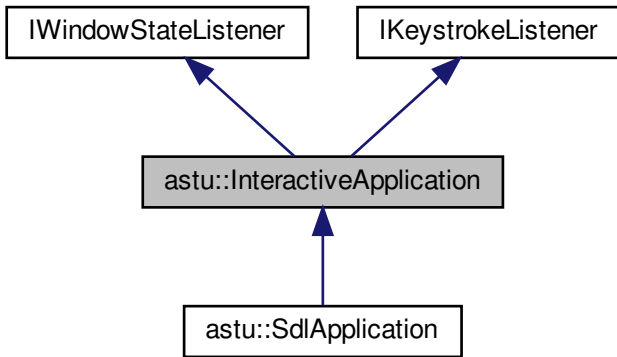 IWindowStateListener
IKeystrokeListener
astu::InteractiveApplication
astu::SdlApplication